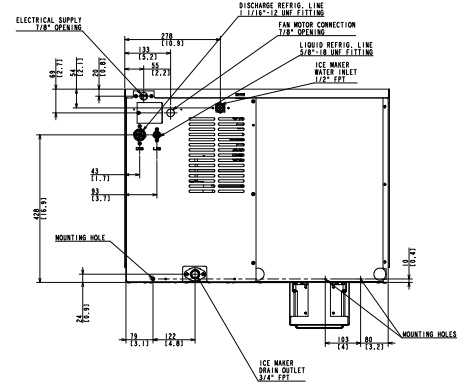 DISCHARGE REFRIG. LINE
1 1/16"-12 UNF FITTING
ELECTRICAL SUPPLY
7/8" OPENING
FAN MOTOR CONNECTION
7/8" OPENING
LIQUID REFRIG. LINE
5/8"-18 UNF FITTING
ICE MAKER
WATER INLET
1/2" FPT
278
[10.9]
133
[5.2]
55
[2.2]
69
[2.7]
54
[2.1]
20
[0.8]
43
[1.7]
93
[3.7]
428
[16.9]
MOUNTING HOLE
24
[0.9]
79
[3.1]
122
[4.8]
ICE MAKER
DRAIN OUTLET
3/4" FPT
10
[0.4]
103
[4]
80
[3.2]
MOUNTING HOLES